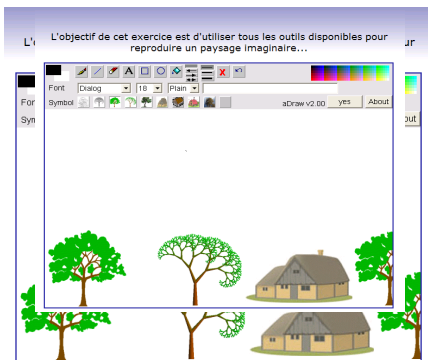 L'objectif de cet exercice est d'utiliser tous les outils disponibles pour
reproduire un paysage imaginaire...
A X
Font Dialog 18 Plain
Symbol aDraw v2.00 yes About